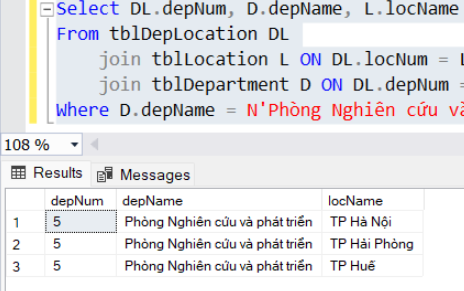 Select DL.depNum, D.depName, L.locName
From tblDepLocation DL
join tblLocation L ON DL.locNum = L
join tblDepartment D ON DL.depNum =
Where D.depName = N'Phòng Nghiên cứu và
108 %
Results Messages
depNum depName locName
1 5 Phòng Nghiên cứu và phát triển TP Hà Nội
2 5 Phòng Nghiên cứu và phát triển TP Hải Phòng
3 5 Phòng Nghiên cứu và phát triển TP Huế